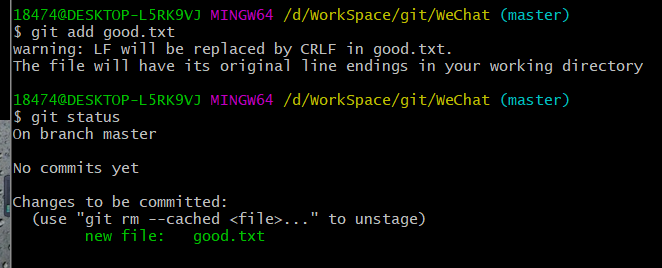 18474@DESKTOP-L5RK9VJ MINGW64 /d/WorkSpace/git/WeChat (master)
$ git add good.txt
warning: LF will be replaced by CRLF in good.txt.
The file will have its original line endings in your working directory
18474@DESKTOP-L5RK9VJ MINGW64 /d/WorkSpace/git/WeChat (master)
$ git status
On branch master
No commits yet
Changes to be committed:
  (use "git rm --cached <file>..." to unstage)
        new file:   good.txt